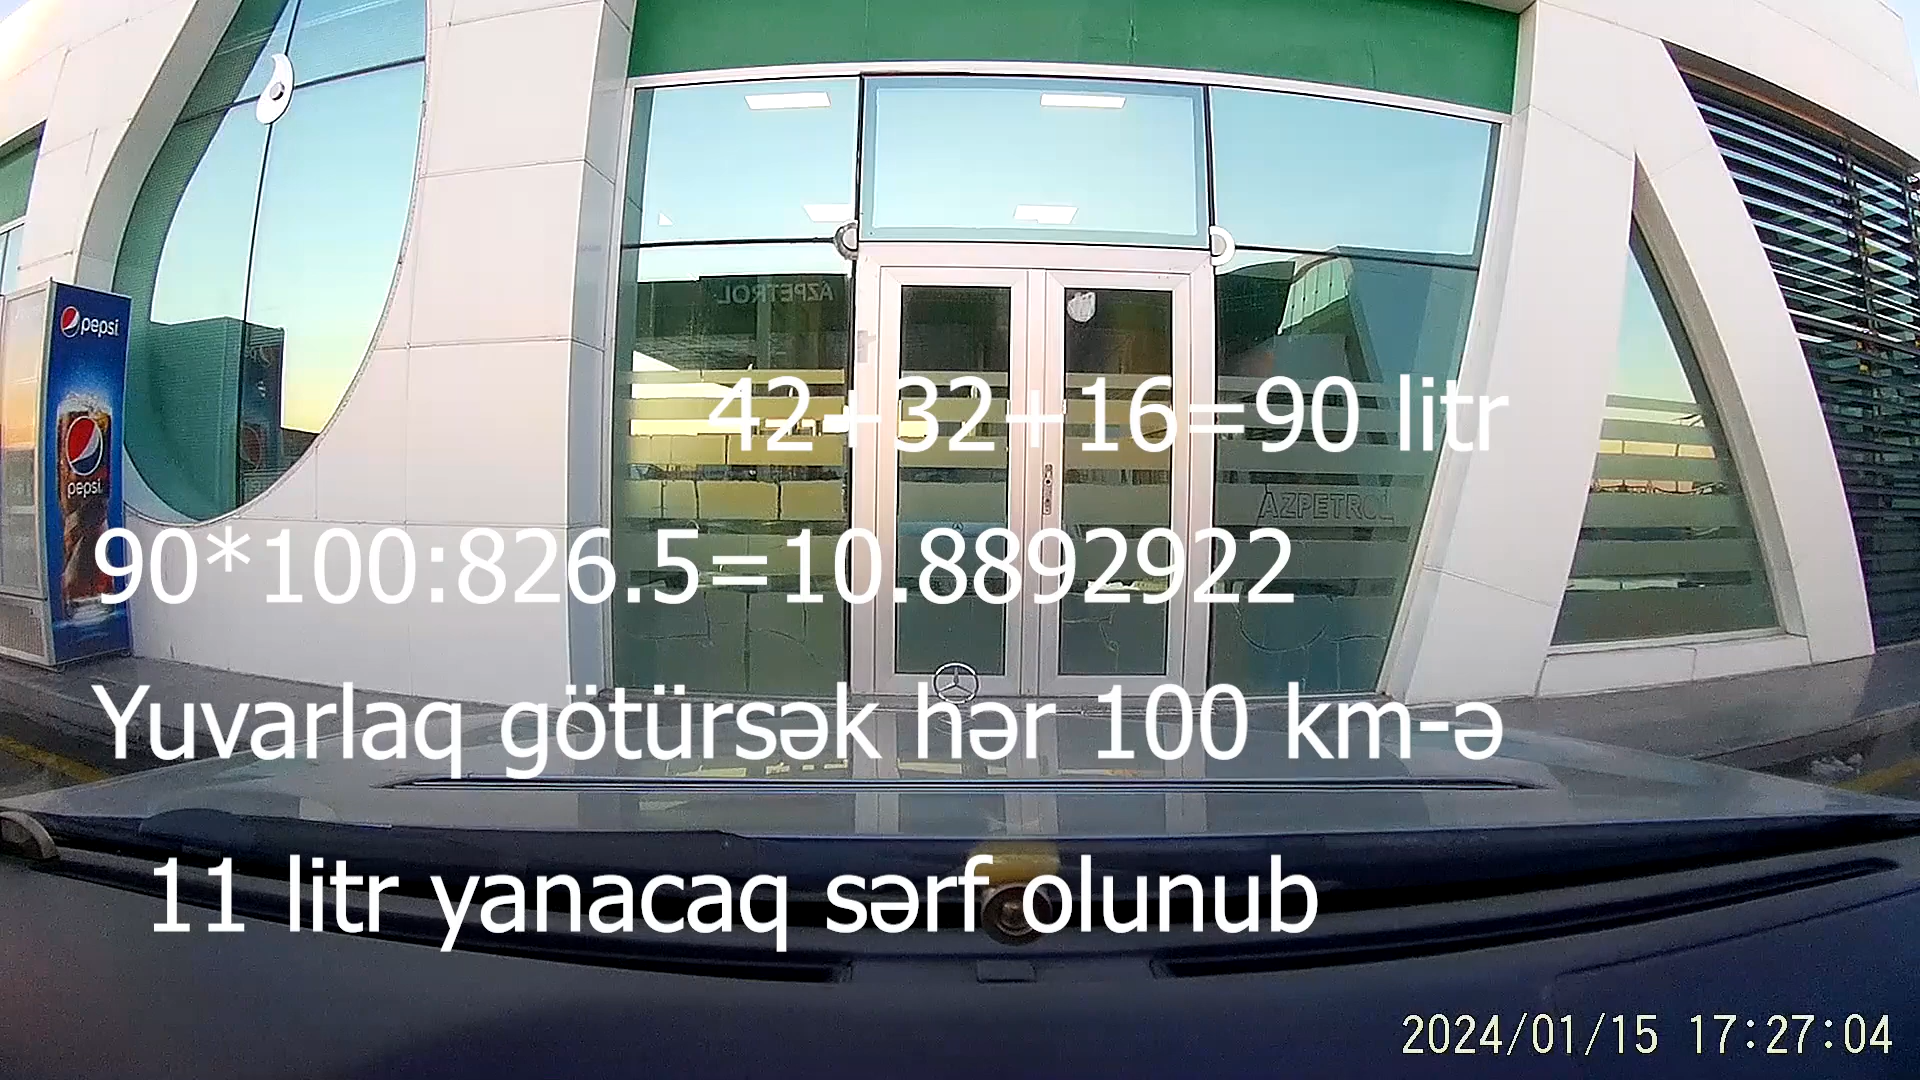 AZPETROL
pepsi
pepsi
42+32+16=90 litr
AZPETROL
90*100:826.5=10.8892922
Yuvarlaq götürsək hər 100 km-ə
11 litr yanacaq sərf olunub
2024/01/15 17:27:04